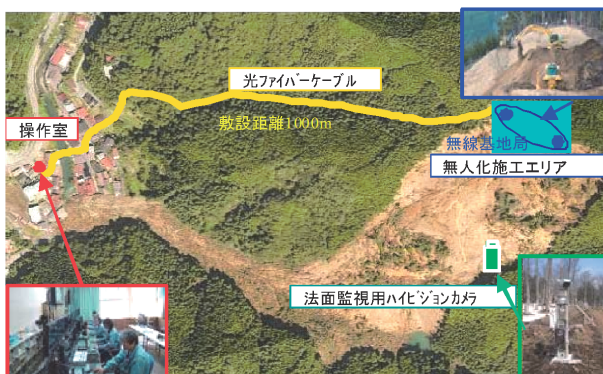 光ファイバーケーブル
操作室
敷設距離1000m
無線基地局
無人化施工エリア
法面監視用ハイビジョンカメラ